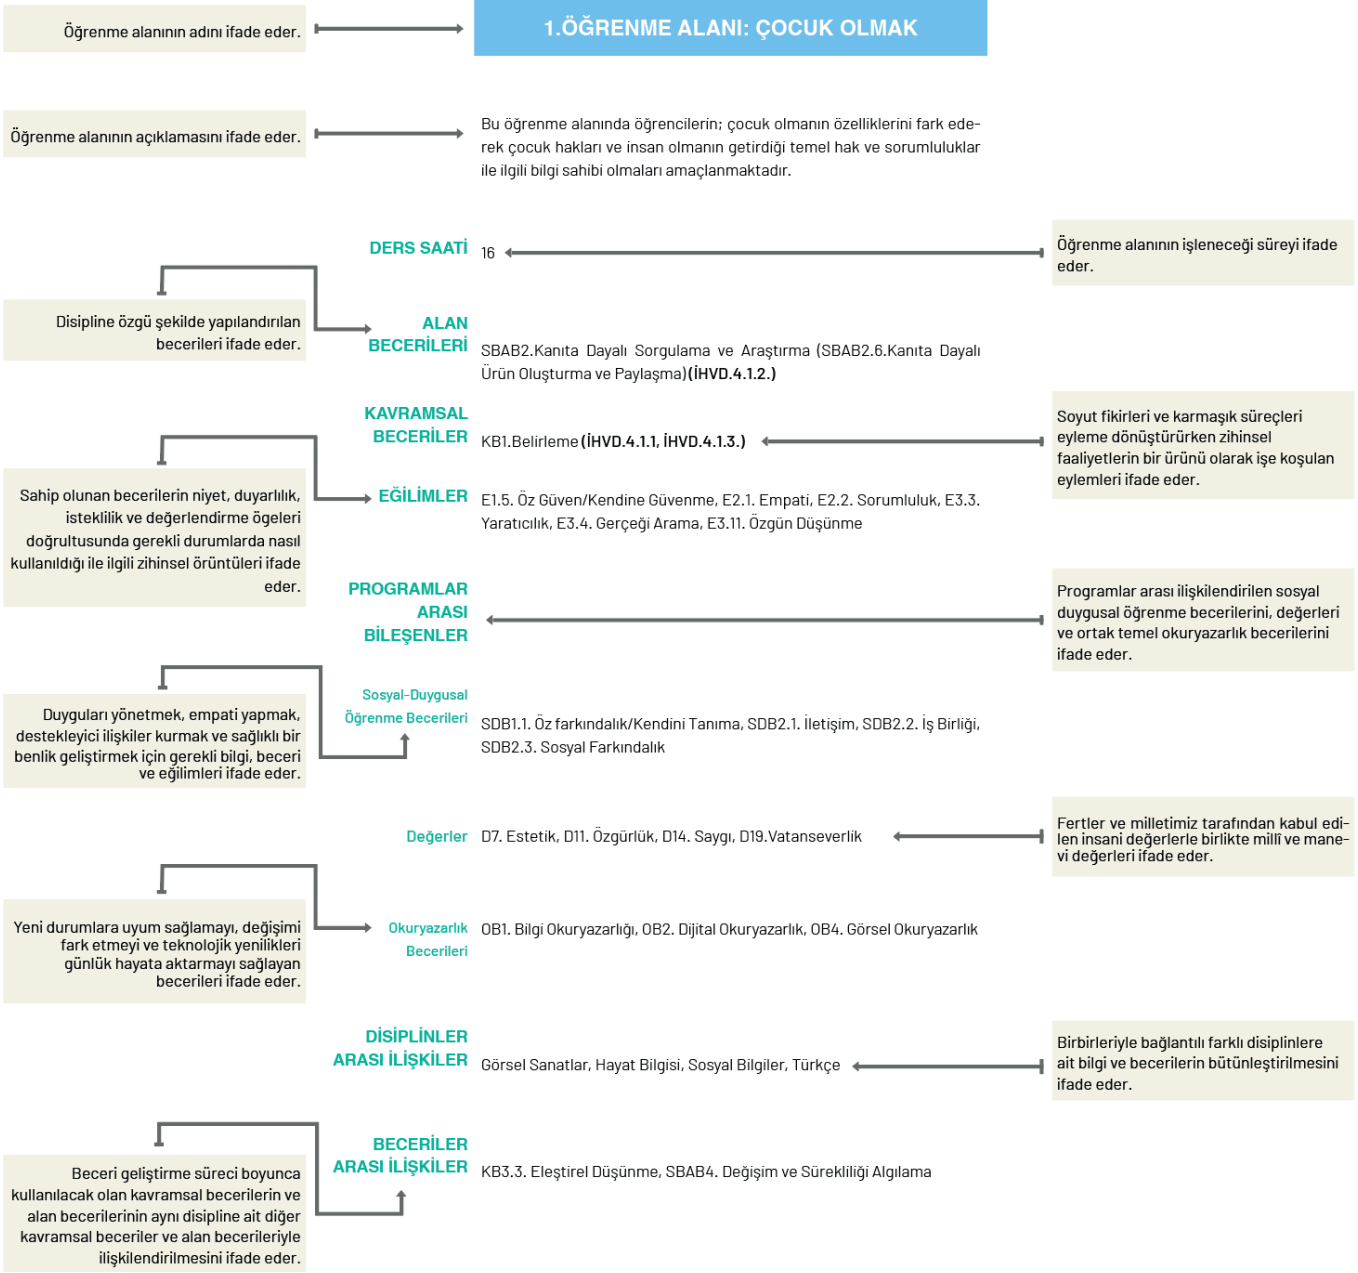 Öğrenme alanının adını ifade eder.
1.ÖĞRENME ALANI: ÇOCUK OLMAK
Öğrenme alanının açıklamasını ifade eder.
Bu öğrenme alanında öğrencilerin; çocuk olmanın özelliklerini fark ede-
rek çocuk hakları ve insan olmanın getirdiği temel hak ve sorumluluklar
ile ilgili bilgi sahibi olmaları amaçlanmaktadır.
DERS SAATİ
16
Öğrenme alanının işleneceği süreyi ifade
eder.
Disipline özgü şekilde yapılandırılan
becerileri ifade eder.
ALAN
BECERİLERİ
SBAB2.Kanıta Dayalı Sorgulama ve Araştırma (SBAB2.6.Kanıta Dayalı
Ürün Oluşturma ve Paylaşma) (İHVD.4.1.2.)
KAVRAMSAL
BECERİLER
KB1.Belirleme (İHVD.4.1.1, İHVD.4.1.3.)
Soyut fikirleri ve karmaşık süreçleri
eyleme dönüştürürken zihinsel
faaliyetlerin bir ürünü olarak işe koşulan
eylemleri ifade eder.
Sahip olunan becerilerin niyet, duyarlılık,
isteklilik ve değerlendirme ögeleri
doğrultusunda gerekli durumlarda nasıl
kullanıldığı ile ilgili zihinsel örüntüleri ifade
eder.
EĞİLİMLER
E1.5. Öz Güven/Kendine Güvenme, E2.1. Empati, E2.2. Sorumluluk, E3.3.
Yaratıcılık, E3.4. Gerçeği Arama, E3.11. Özgün Düşünme
PROGRAMLAR
ARASI
BİLEŞENLER
Programlar arası ilişkilendirilen sosyal
duygusal öğrenme becerilerini, değerleri
ve ortak temel okuryazarlık becerilerini
ifade eder.
Duyguları yönetmek, empati yapmak,
destekleyici ilişkiler kurmak ve sağlıklı bir
benlik geliştirmek için gerekli bilgi, beceri
ve eğilimleri ifade eder.
Sosyal-Duygusal
Öğrenme Becerileri
SDB1.1. Öz farkındalık/Kendini Tanıma, SDB2.1. İletişim, SDB2.2. İş Birliği,
SDB2.3. Sosyal Farkındalık
Değerler
D7. Estetik, D11. Özgürlük, D14. Saygı, D19.Vatanseverlik
Fertler ve milletimiz tarafından kabul edi-
len insani değerlerle birlikte millî ve mane-
vi değerleri ifade eder.
Yeni durumlara uyum sağlamayı, değişimi
fark etmeyi ve teknolojik yenilikleri
günlük hayata aktarmayı sağlayan
becerileri ifade eder.
Okuryazarlık
Becerileri
OB1. Bilgi Okuryazarlığı, OB2. Dijital Okuryazarlık, OB4. Görsel Okuryazarlık
DİSİPLİNLER
ARASI İLİŞKİLER
Görsel Sanatlar, Hayat Bilgisi, Sosyal Bilgiler, Türkçe
Birbirleriyle bağlantılı farklı disiplinlere
ait bilgi ve becerilerin bütünleştirilmesini
ifade eder.
Beceri geliştirme süreci boyunca
kullanılacak olan kavramsal becerilerin ve
alan becerilerinin aynı disipline ait diğer
kavramsal beceriler ve alan becerileriyle
ilişkilendirilmesini ifade eder.
BECERİLER
ARASI İLİŞKİLER
KB3.3. Eleştirel Düşünme, SBAB4. Değişim ve Sürekliliği Algılama